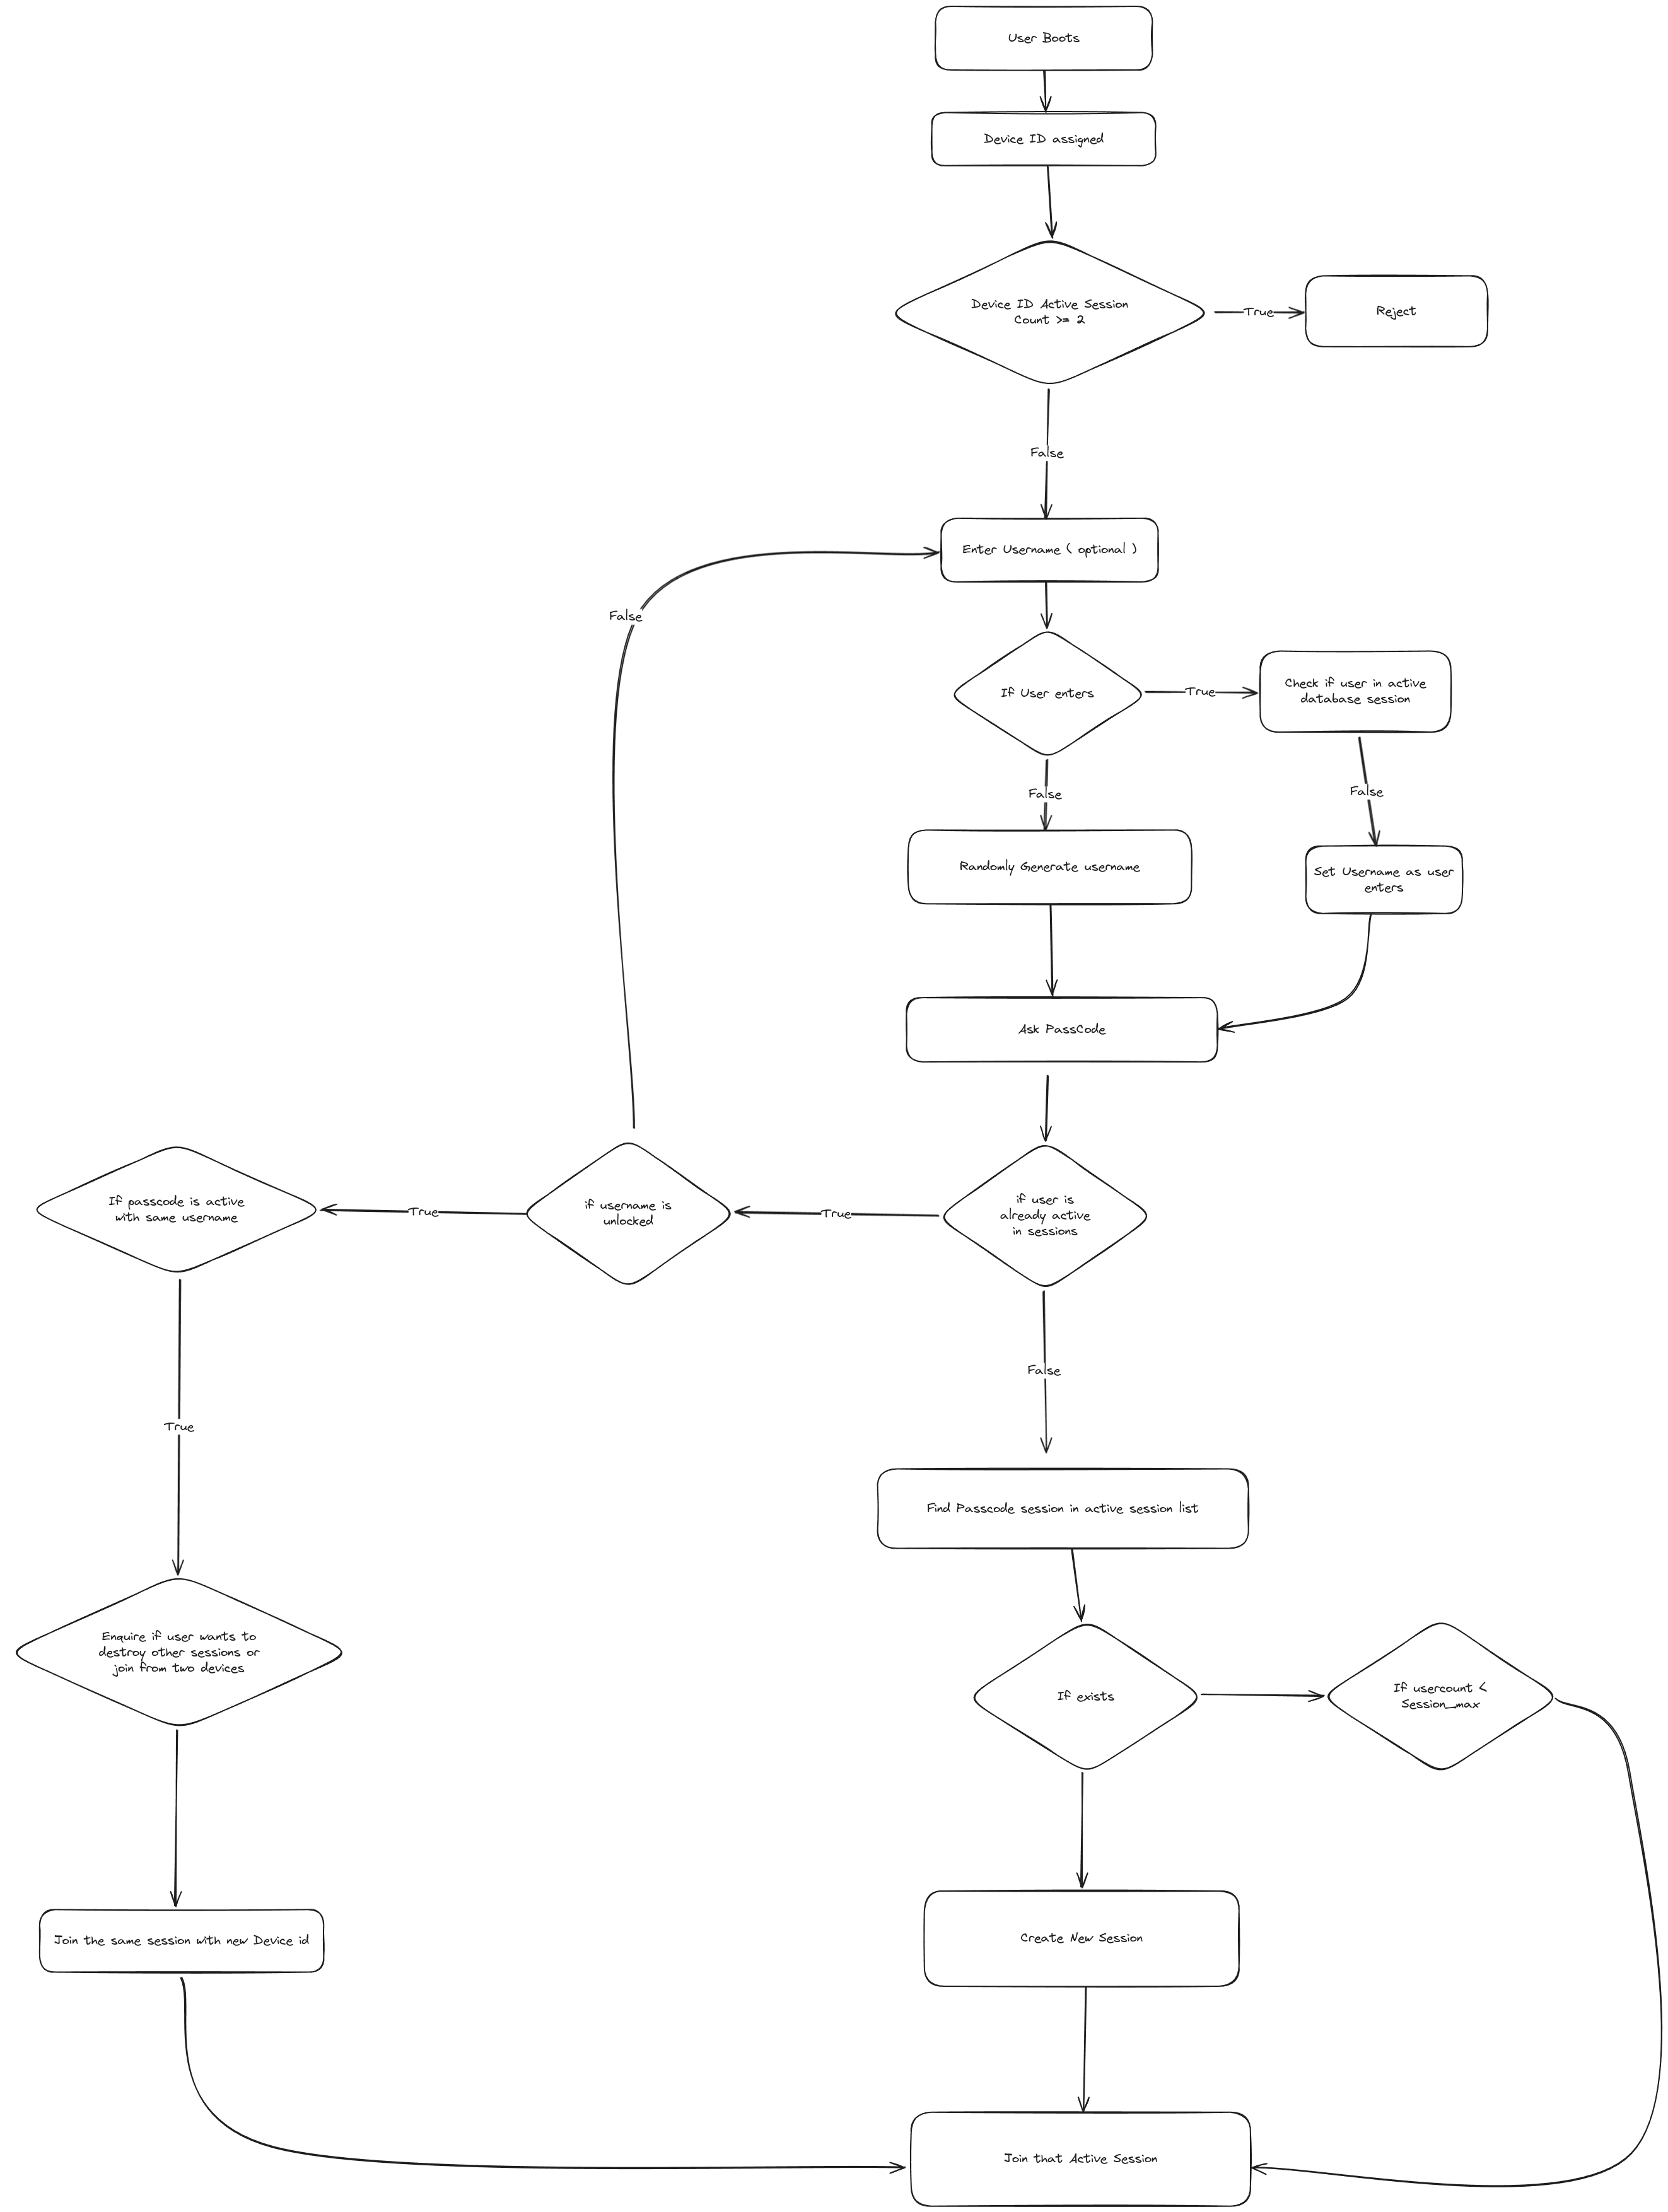 User Boots
Device ID assigned
Device ID Active Session
Count >= 2
True
Reject
False
Enter Username ( optional )
False
If User enters
True
Check if user in active
database session
False
False
Randomly Generate username
Set Username as user
enters
Ask PassCode
If passcode is active
with same username
True
if username is
unlocked
True
if user is
already active
in sessions
False
True
Find Passcode session in active session list
Enquire if user wants to
destroy other sessions or
join from two devices
If exists
If usercount <
Session_max
Join the same session with new Device id
Create New Session
Join that Active Session